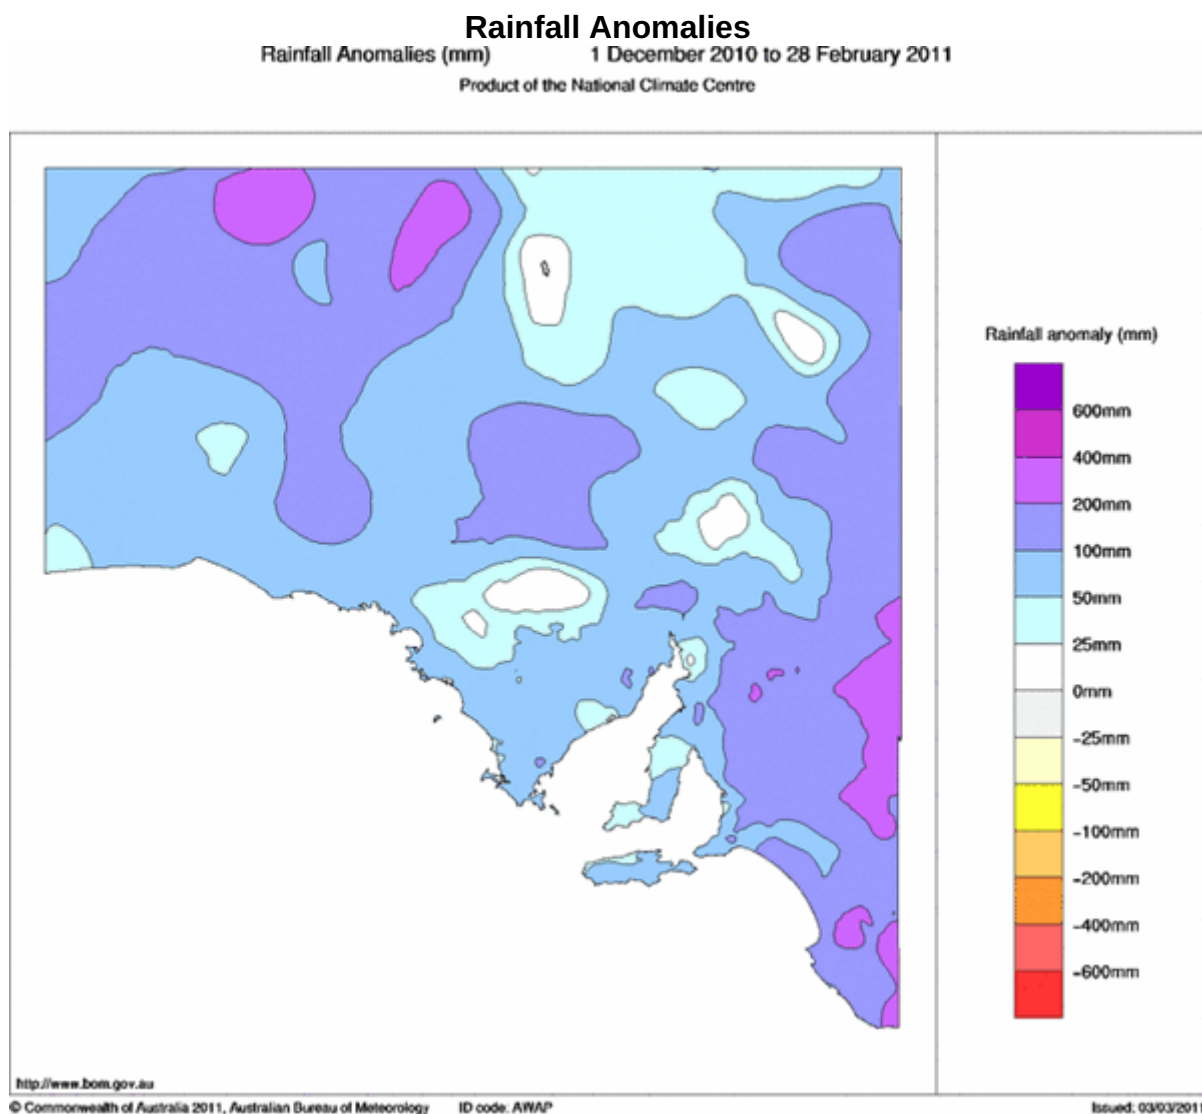 Rainfall Anomalies
Rainfall Anomalies (mm) 1 December 2010 to 28 February 2011
Product of the National Climate Centre
Rainfall anomaly (mm)
600mm
400mm
200mm
100mm
50mm
25mm
0mm
-25mm
-50mm
-100mm
-200mm
-400mm
-600mm
http://www.bom.gov.au
© Commonwealth of Australia 2011, Australian Bureau of Meteorology ID code: AWAP Issued: 03/03/2011